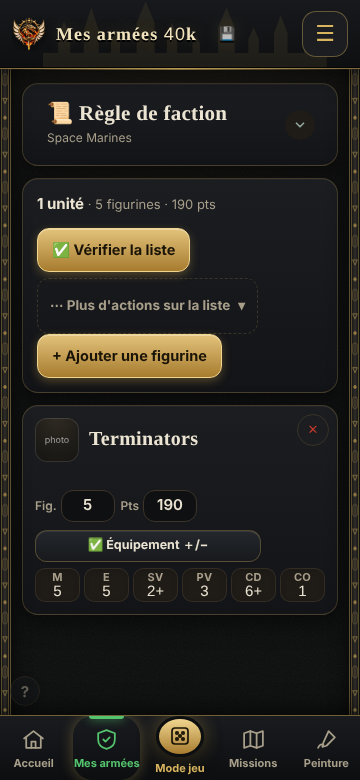 Mes armées 40k
Règle de faction
Space Marines
1 unité · 5 figurines · 190 pts
✅ Vérifier la liste
··· Plus d'actions sur la liste ▾
+ Ajouter une figurine
photo
Terminators
×
Fig. 5 Pts 190
✅ Équipement +/−
M E SV PV CD CO
5 5 2+ 3 6+ 1
?
Accueil Mes armées Mode jeu Missions Peinture